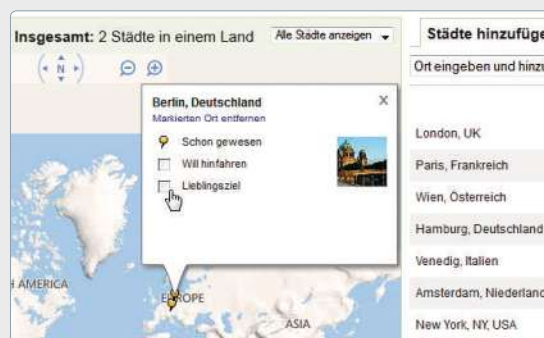 Insgesamt: 2 Städte in einem Land
Alle Städte anzeigen
N
Berlin, Deutschland
X
Markierten Ort entfernen
Schon gewesen
Will hinfahren
Lieblingsziel
AMERICA
ASIA
Städte hinzufüge
Ort eingeben und hinzu
London, UK
Paris, Frankreich
Wien, Österreich
Hamburg, Deutschland
Venedig, Italien
Amsterdam, Niederland
New York, NY, USA